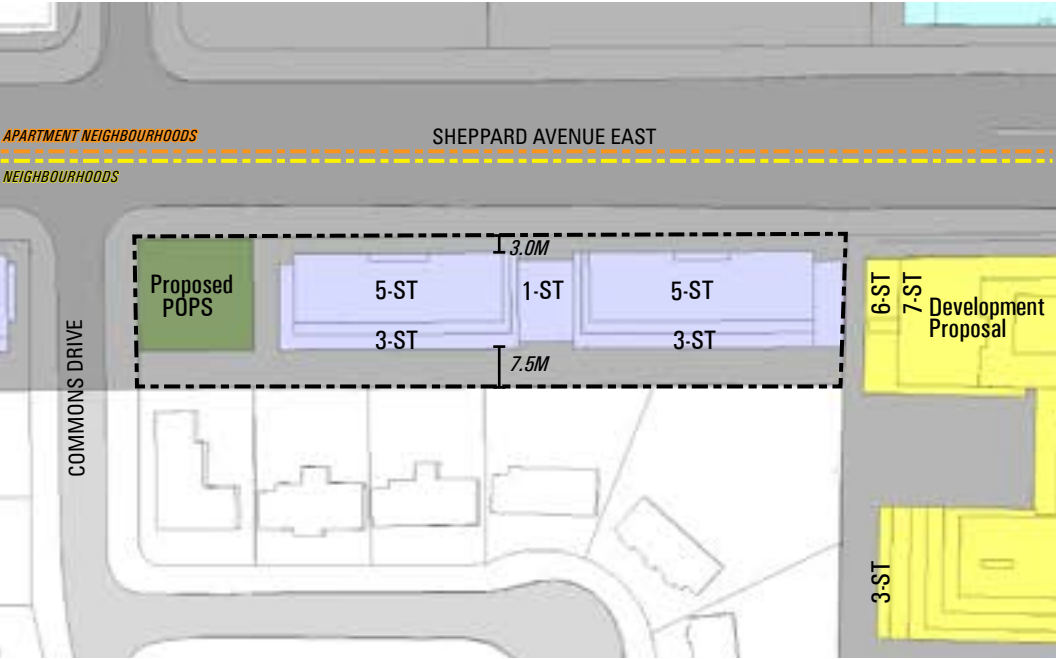 APARTMENT NEIGHBOURHOODS
SHEPPARD AVENUE EAST
NEIGHBOURHOODS
3.0M
Proposed
POPS
5-ST
1-ST
5-ST
6-ST
7-ST
Development
Proposal
3-ST
3-ST
7.5M
COMMONS DRIVE
3-ST